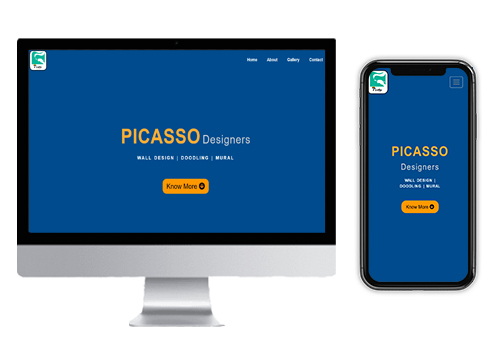 Home About Gallery Contact
PICASSO Designers
WALL DESIGN | DOODLING | MURAL
Know More
PICASSO
Designers
WALL DESIGN |
DOODLING | MURAL
Know More